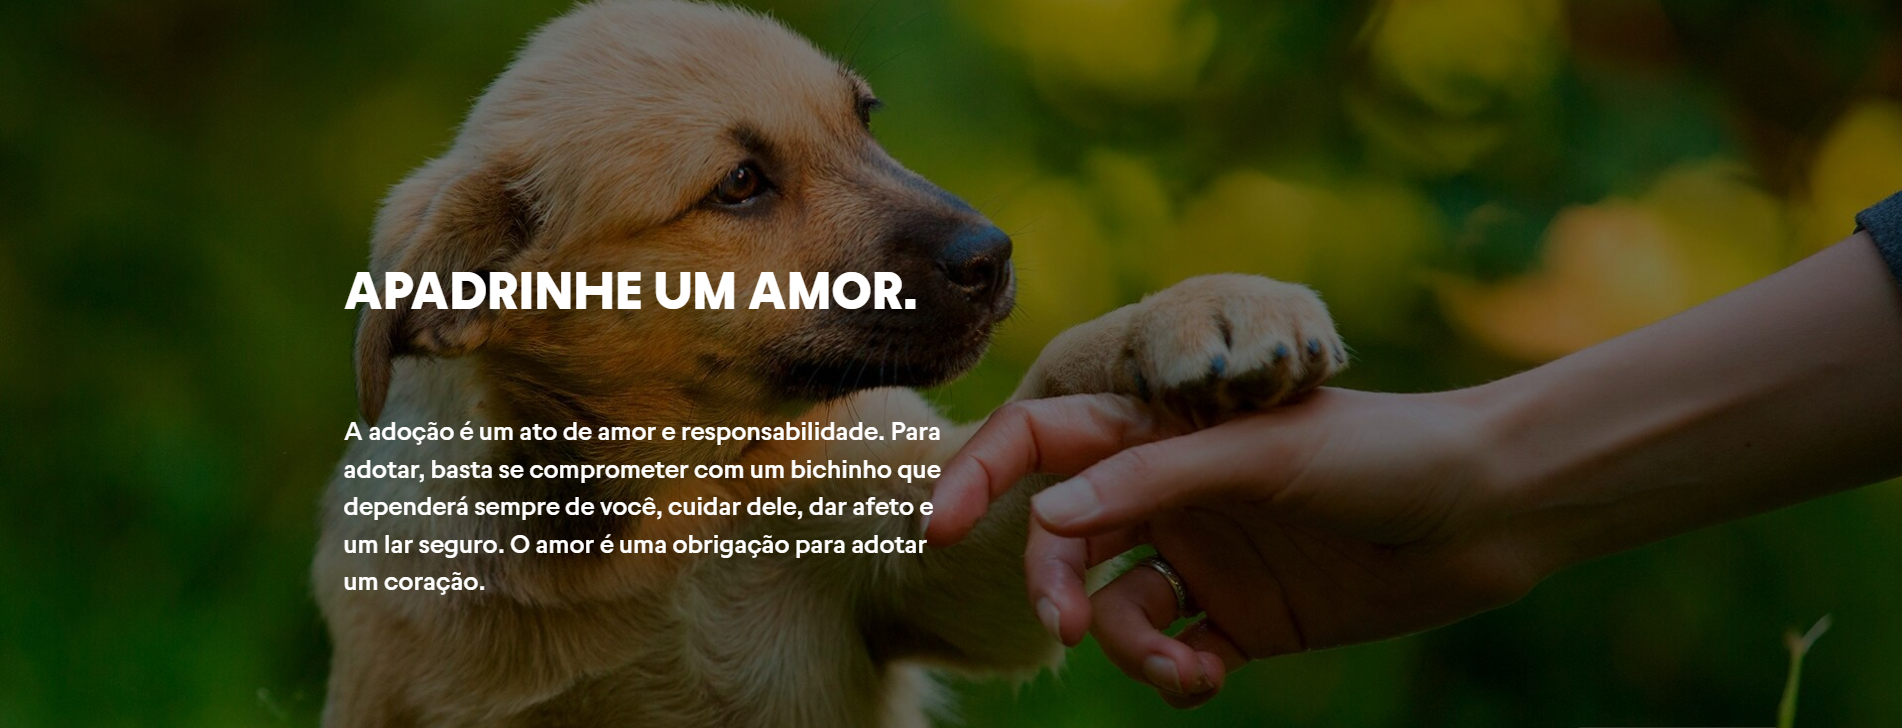 APADRINHE UM AMOR.
A adoção é um ato de amor e responsabilidade. Para
adotar, basta se comprometer com um bichinho que
dependerá sempre de você, cuidar dele, dar afeto e
um lar seguro. O amor é uma obrigação para adotar
um coração.